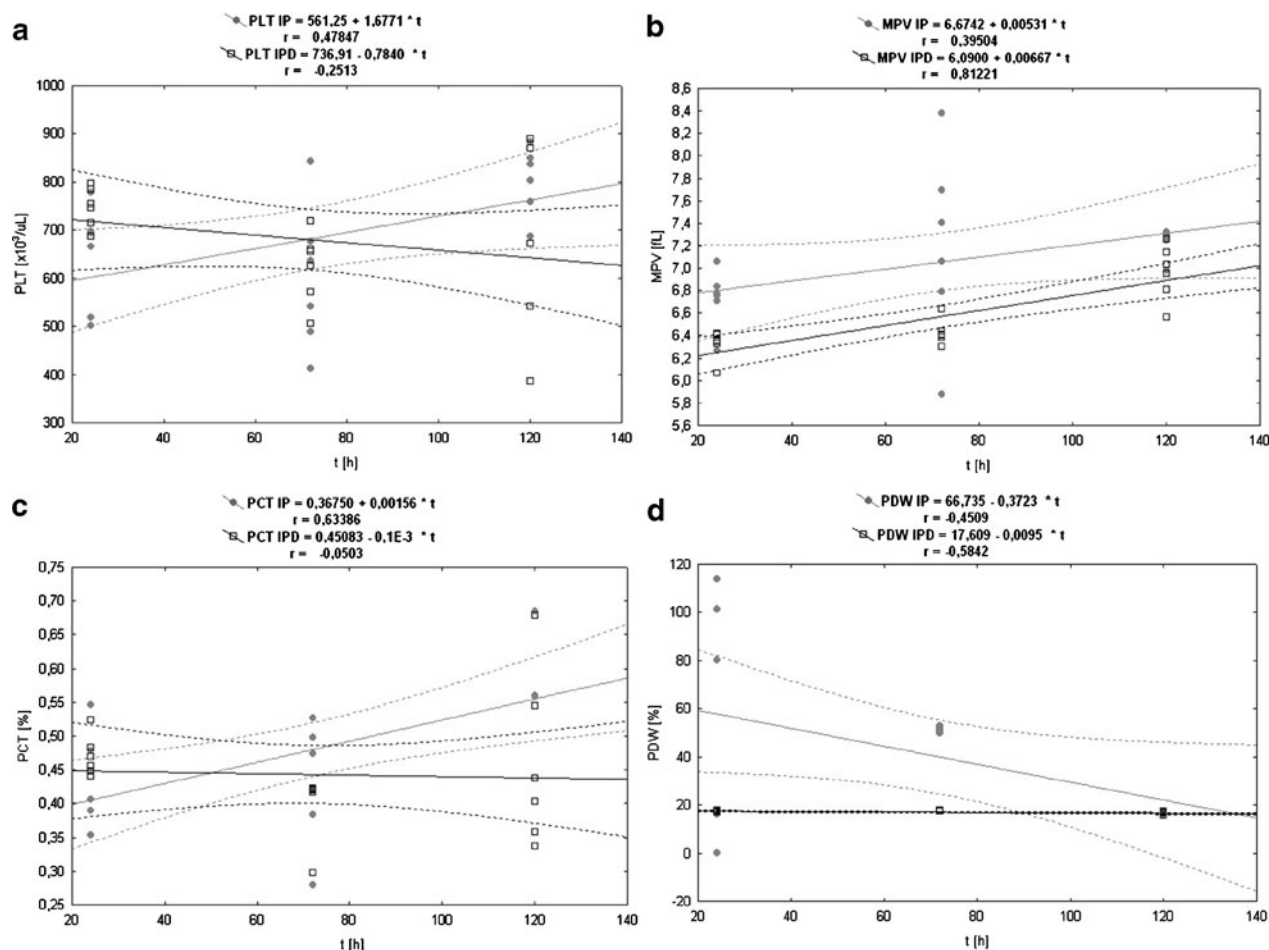 a
PLT IP = 561,25 + 1,6771 * t
r = 0,47847
PLT IPD = 736,91 - 0,7840 * t
r = -0,2513
PLT [x10³/uL]
1000
900
800
700
600
500
400
300
20 40 60 80 100 120 140
t [h]
b
MPV IP = 6,6742 + 0,00531 * t
r = 0,39504
MPV IPD = 6,0900 + 0,00667 * t
r = 0,81221
MPV [fL]
8,6
8,4
8,2
8,0
7,8
7,6
7,4
7,2
7,0
6,8
6,6
6,4
6,2
6,0
5,8
5,6
20 40 60 80 100 120 140
t [h]
c
PCT IP = 0,36750 + 0,00156 * t
r = 0,63386
PCT IPD = 0,45083 - 0,1E-3 * t
r = -0,0503
PCT [%]
0,75
0,70
0,65
0,60
0,55
0,50
0,45
0,40
0,35
0,30
0,25
20 40 60 80 100 120 140
t [h]
d
PDW IP = 66,735 - 0,3723 * t
r = -0,4509
PDW IPD = 17,609 - 0,0095 * t
r = -0,5842
PDW [%]
120
100
80
60
40
20
0
-20
20 40 60 80 100 120 140
t [h]